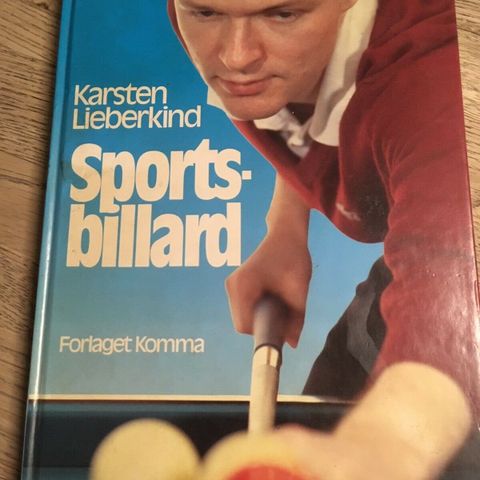 Karsten
Lieberkind
Sports-
billard
Forlaget Komma